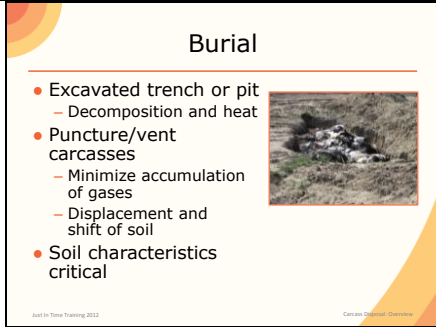 Burial
● Excavated trench or pit
– Decomposition and heat
● Puncture/vent
carcasses
– Minimize accumulation
of gases
– Displacement and
shift of soil
● Soil characteristics
critical
Just In Time Training 2012
Carcass Disposal: Overview